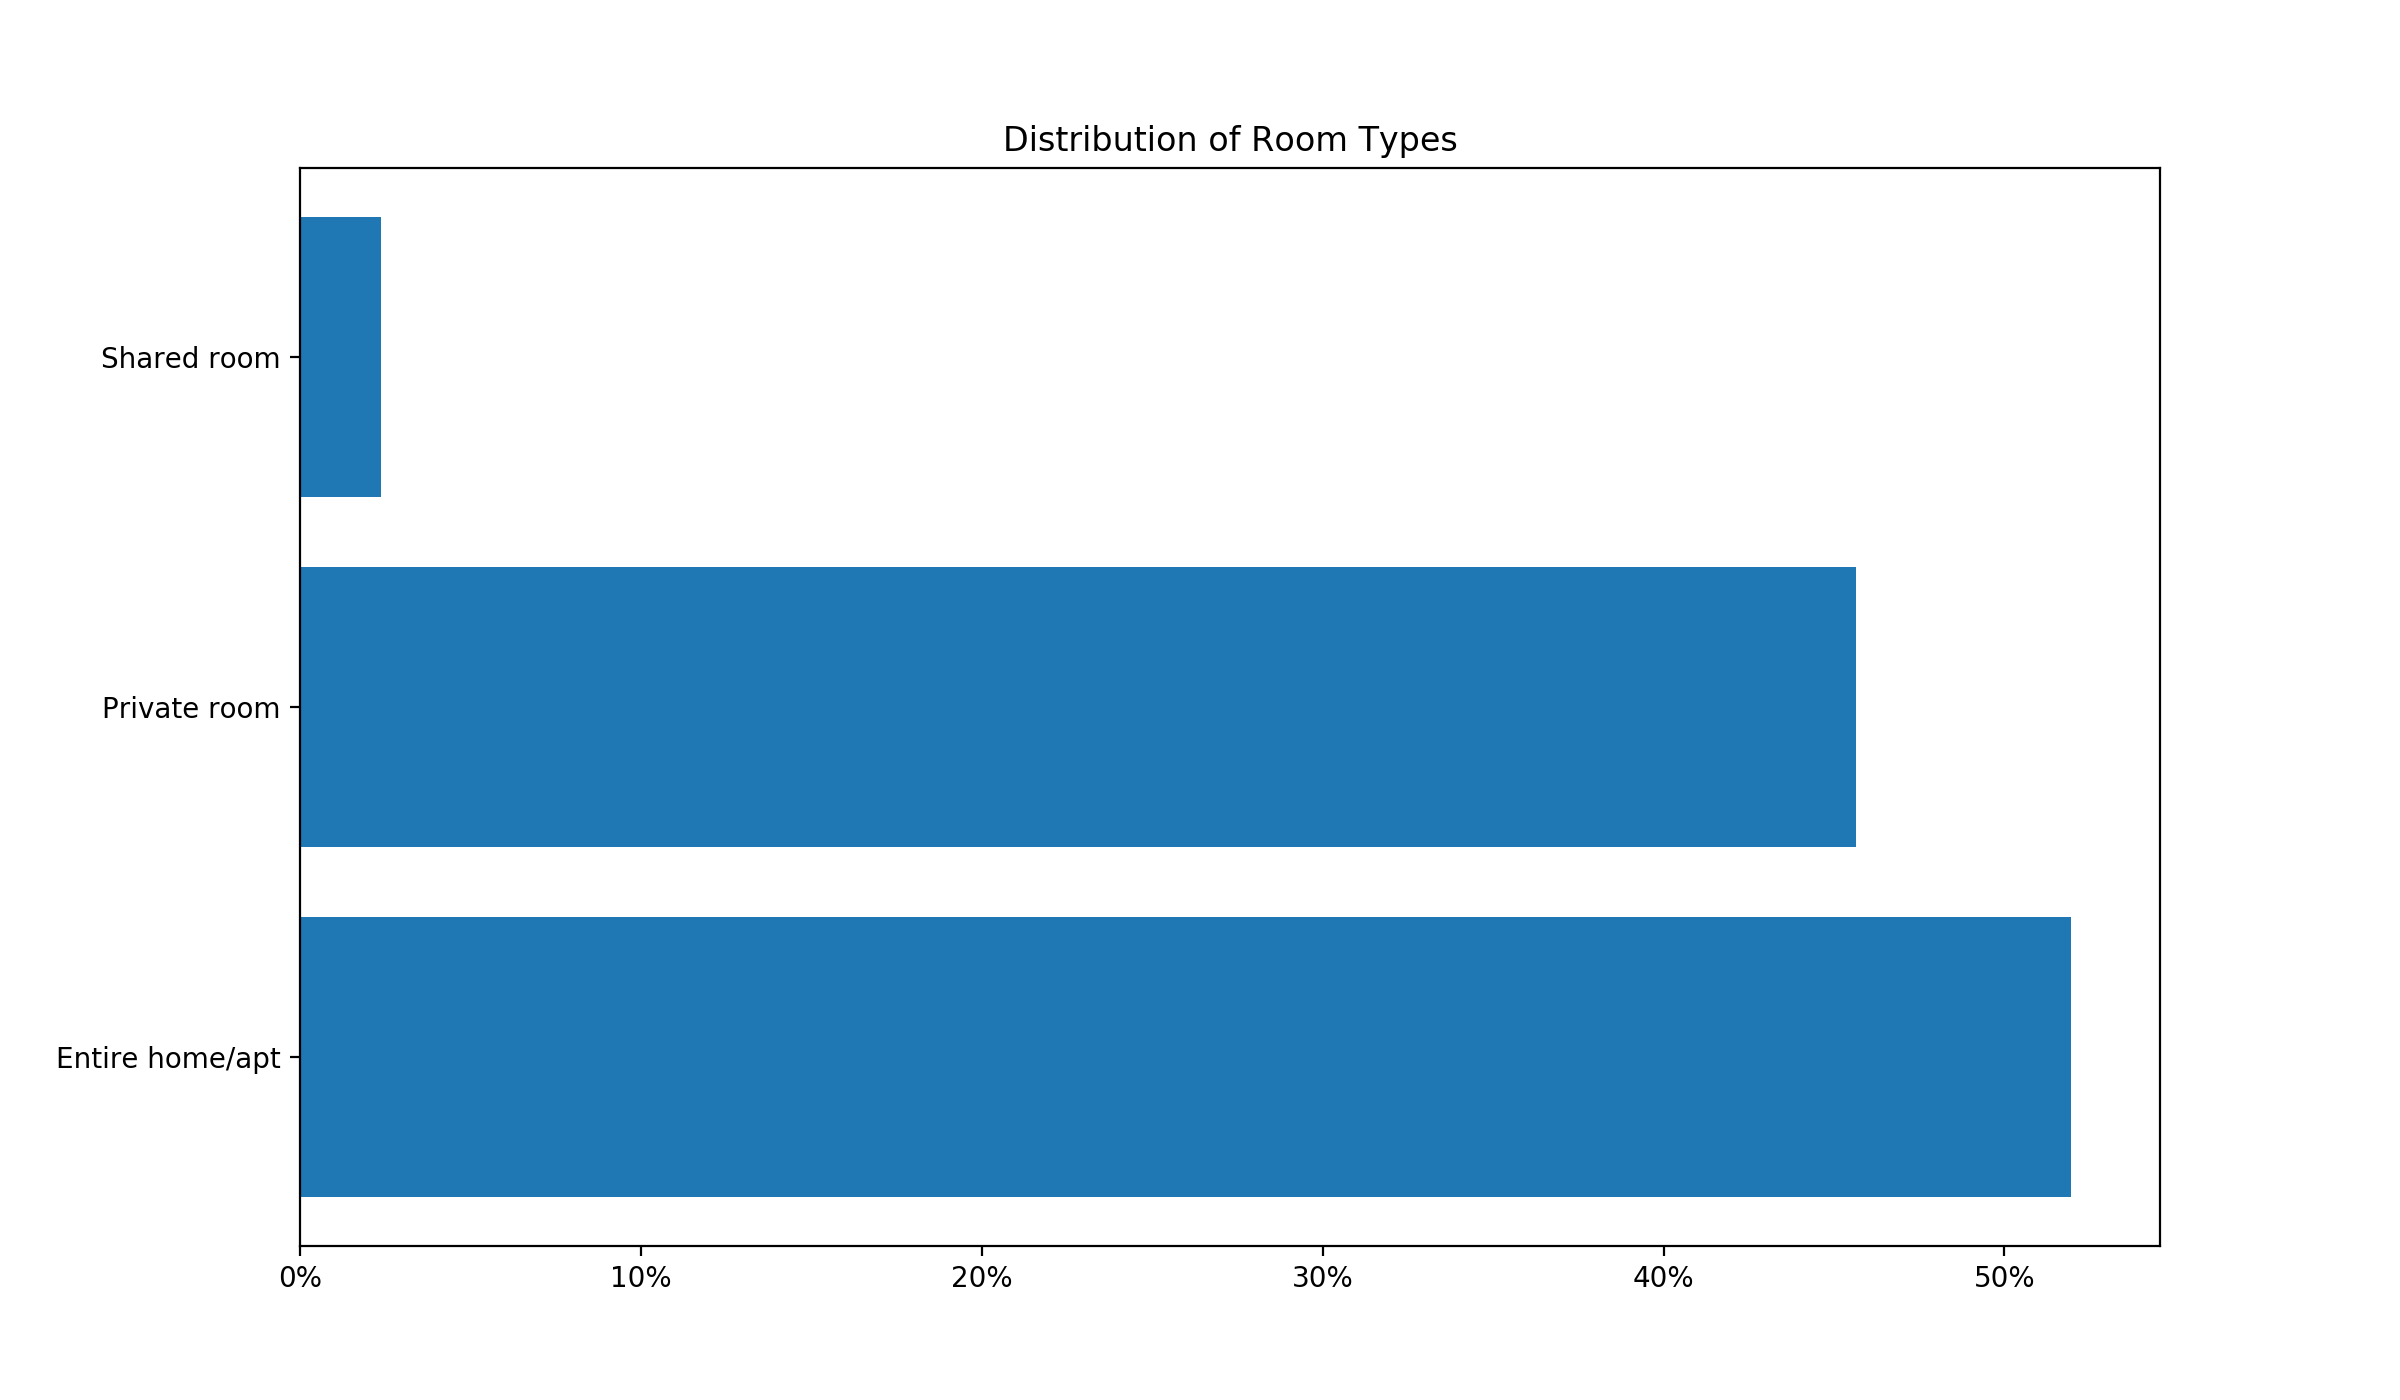 Distribution of Room Types
Shared room
Private room
Entire home/apt
0% 10% 20% 30% 40% 50%